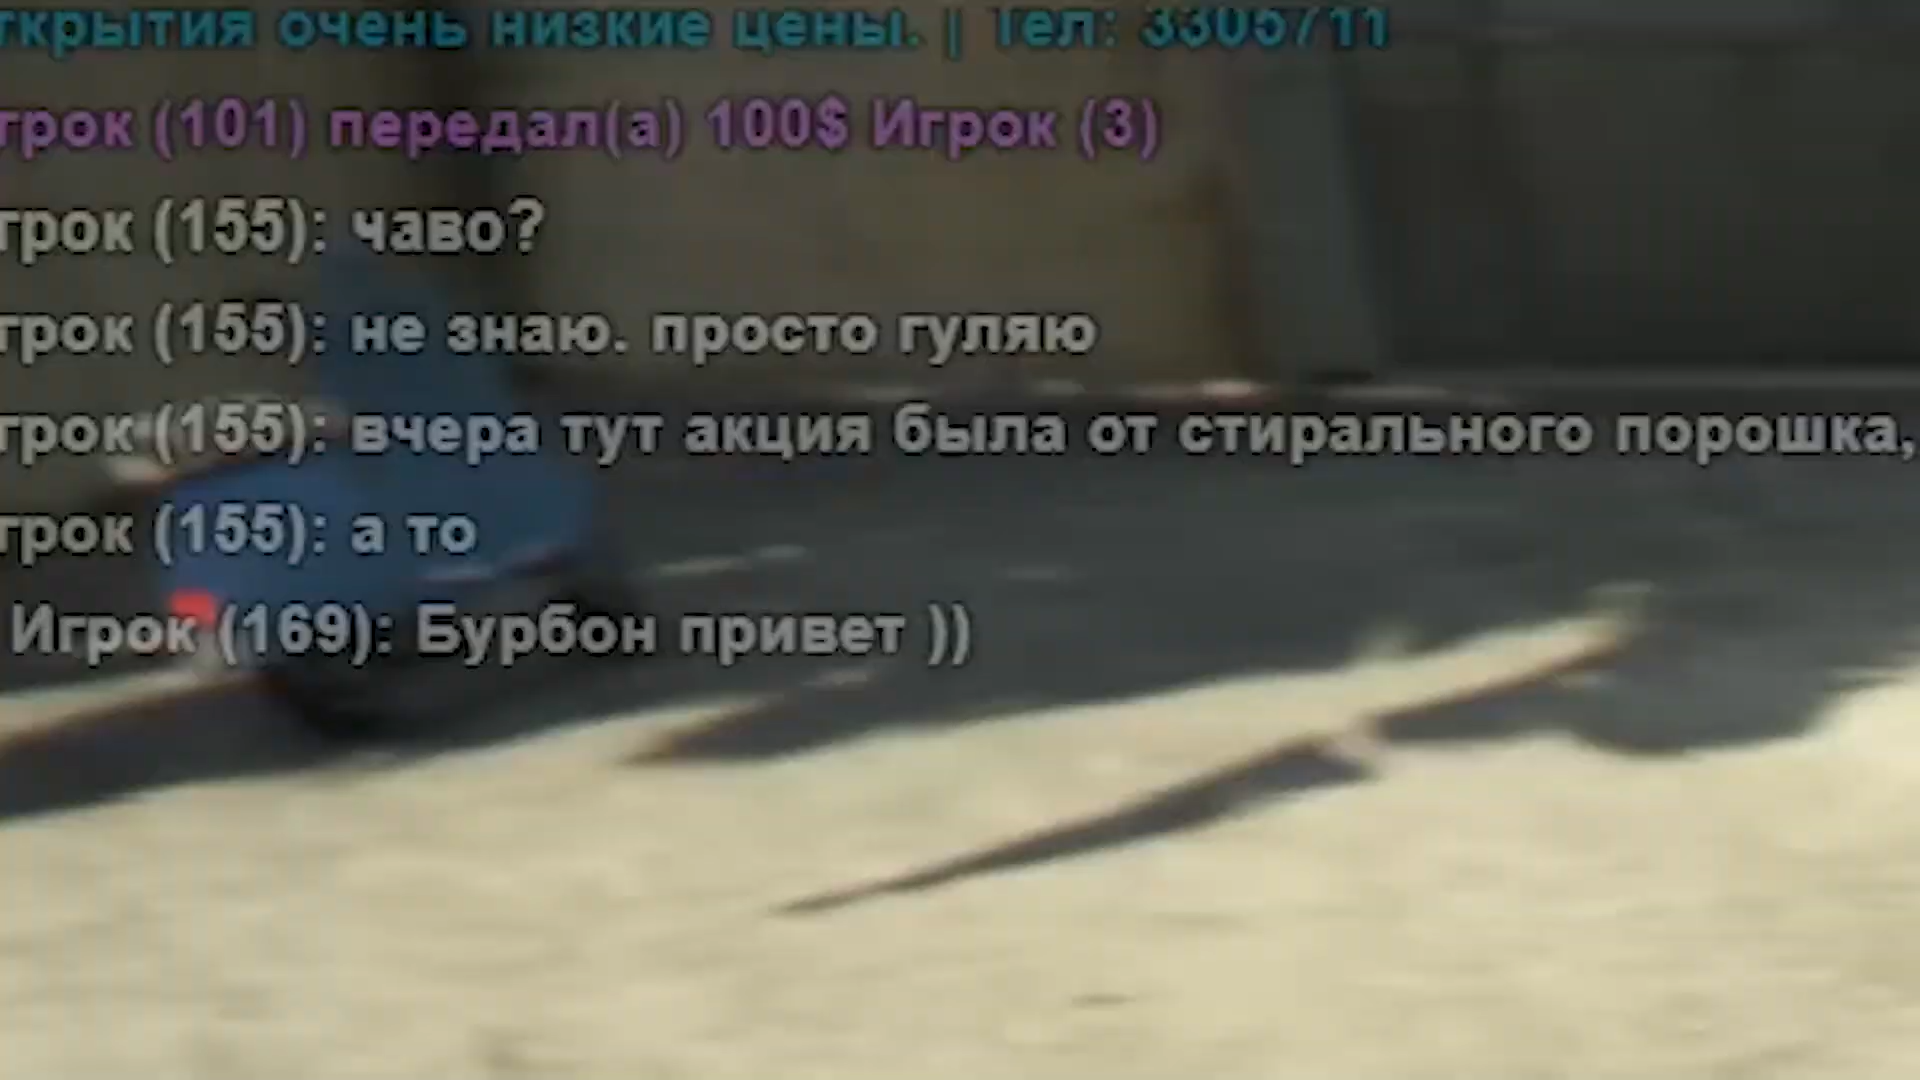 ткрытия очень низкие цены. | Тел: 3305711
грок (101) передал(а) 100$ Игрок (3)
грок (155): чаво?
грок (155): не знаю. просто гуляю
грок (155): вчера тут акция была от стирального порошка,
грок (155): а то
Игрок (169): Бурбон привет ))